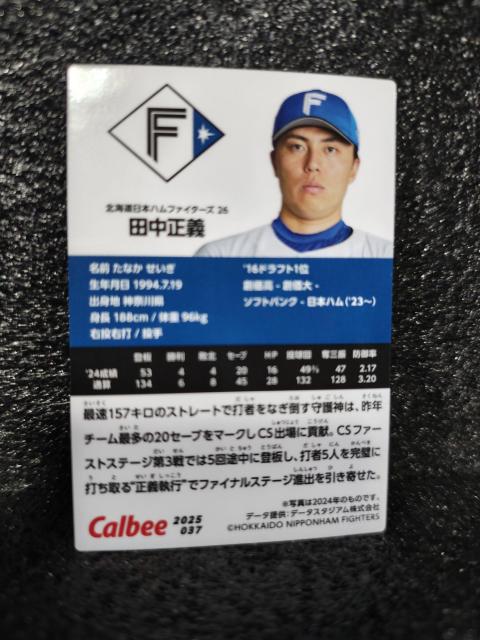 F
F
北海道日本ハムファイターズ 26
田中正義
名前 たなか せいぎ
生年月日 1994.7.19
出身地 神奈川県
身長 188cm / 体重 96kg
右投右打 / 投手
'16ドラフト1位
創価高 - 創価大 -
ソフトバンク - 日本ハム('23〜)
登板 勝利 敗北 セーブ HP 投球回 奪三振 防御率
'24成績 53 4 4 20 16 49⅔ 47 2.17
通算 134 6 8 45 28 132 128 3.20
最速157キロのストレートで打者をなぎ倒す守護神は、昨年
チーム最多の20セーブをマークしCS出場に貢献。CSファー
ストステージ第3戦では5回途中に登板し、打者5人を完璧に
打ち取る"正義執行"でファイナルステージ進出を引き寄せた。
※写真は2024年のものです。
データ提供:データスタジアム株式会社
©HOKKAIDO NIPPONHAM FIGHTERS
Calbee 2025
037